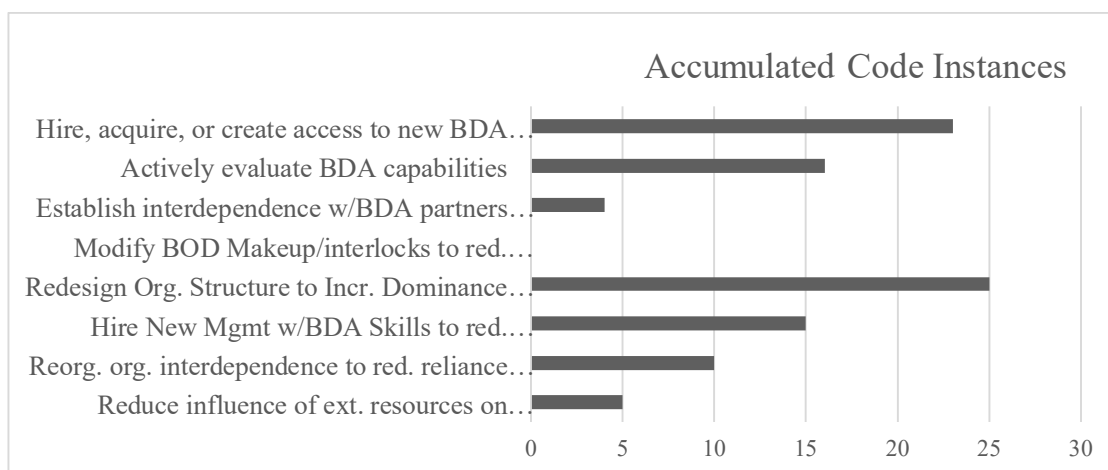 Accumulated Code Instances
Hire, acquire, or create access to new BDA…
Actively evaluate BDA capabilities
Establish interdependence w/BDA partners…
Modify BOD Makeup/interlocks to red.…
Redesign Org. Structure to Incr. Dominance…
Hire New Mgmt w/BDA Skills to red.…
Reorg. org. interdependence to red. reliance…
Reduce influence of ext. resources on…
0 5 10 15 20 25 30